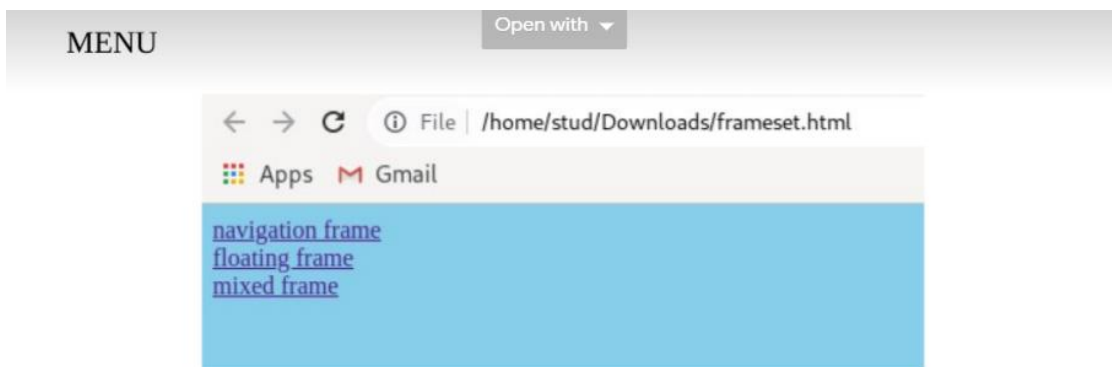 Open with
MENU
File | /home/stud/Downloads/frameset.html
Apps Gmail
navigation frame
floating frame
mixed frame